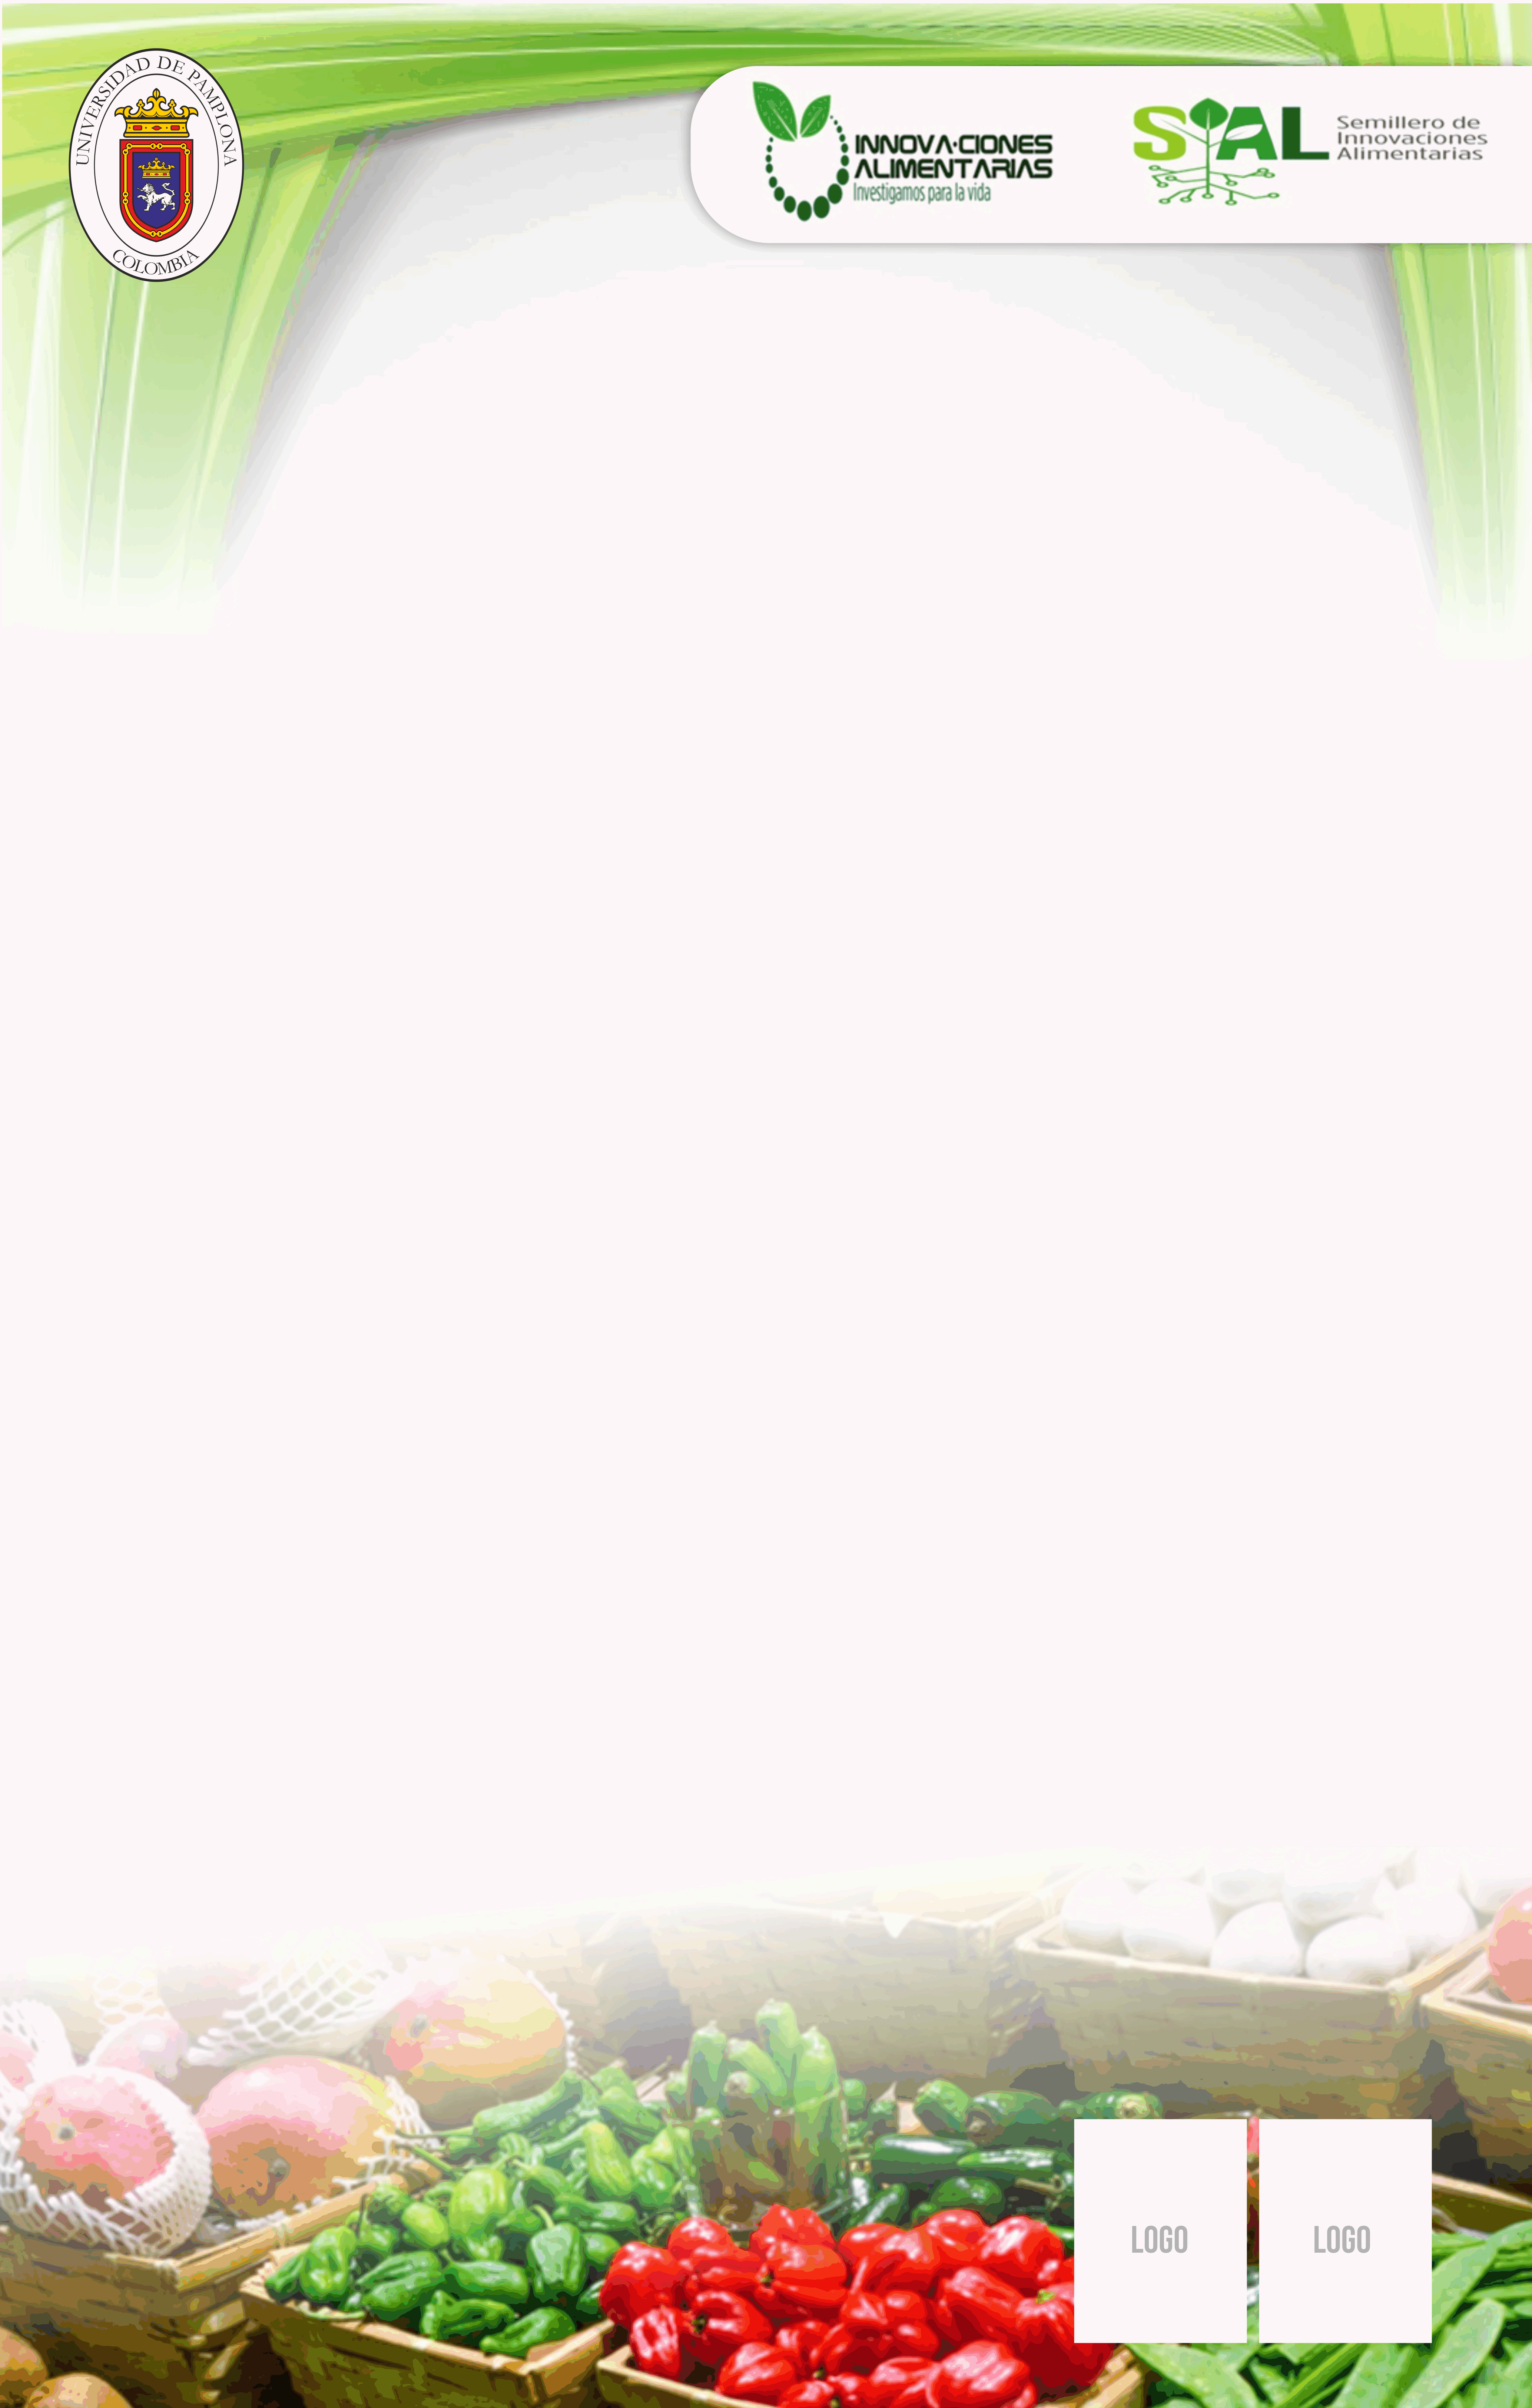 UNIVERSIDAD DE PAMPLONA
COLOMBIA
INNOVA·CIONES
ALIMENTARIAS
Investigamos para la vida
SIAL
Semillero de
Innovaciones
Alimentarias
LOGO
LOGO